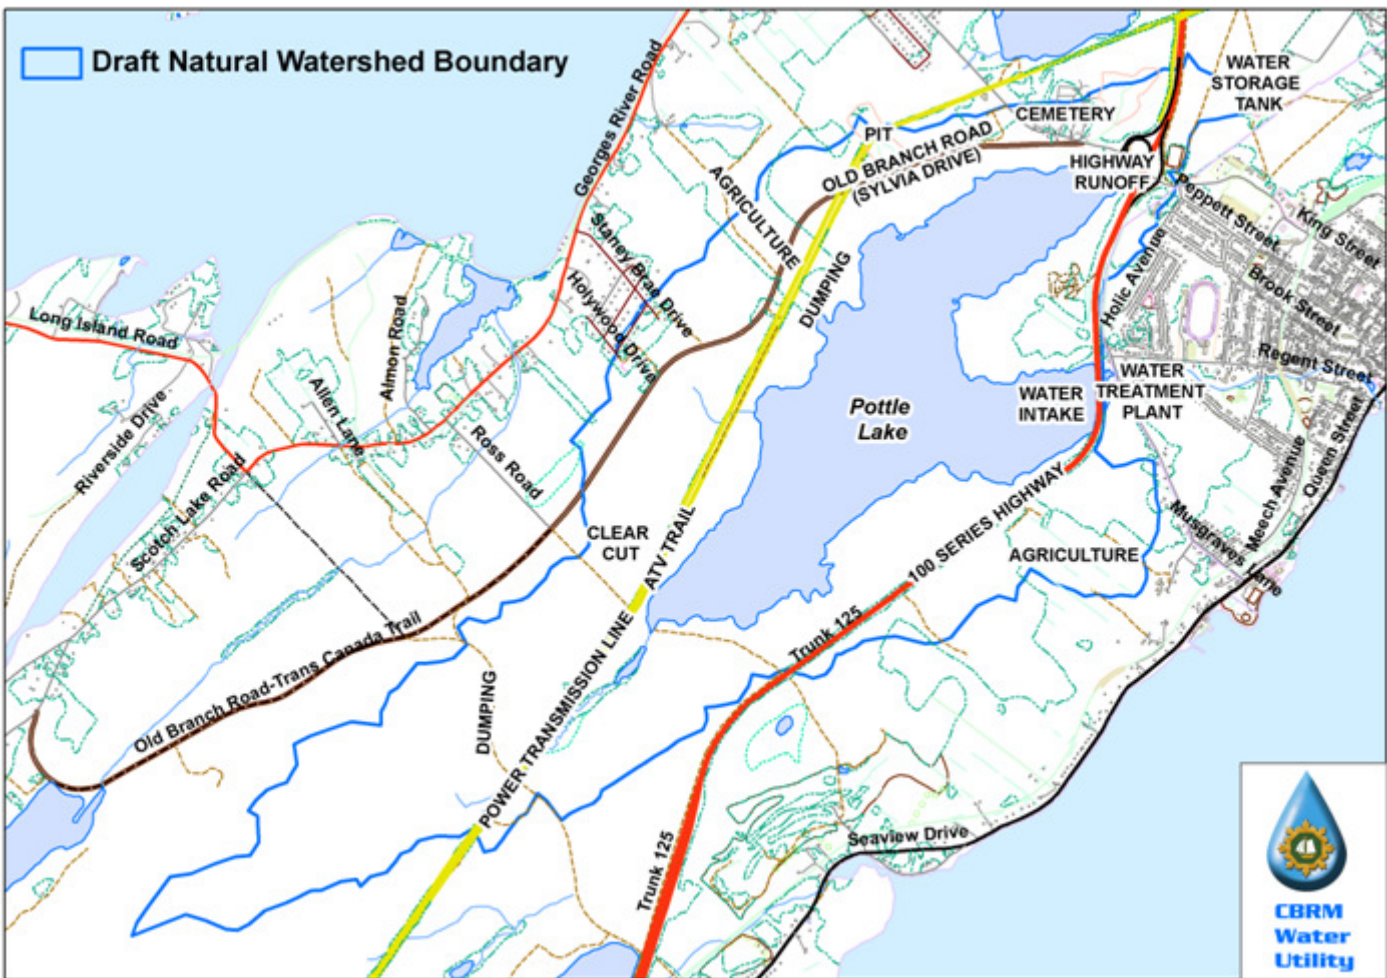 Draft Natural Watershed Boundary
WATER
STORAGE
TANK
CEMETERY
PIT
OLD BRANCH ROAD
(SYLVIA DRIVE)
HIGHWAY
RUNOFF
Georges River Road
AGRICULTURE
Peppett Street
King Street
Brook Street
Regent Street
Holic Avenue
Staney Brae Drive
Holywood Drive
DUMPING
Long Island Road
Almon Road
Allen Lane
Riverside Drive
Scotch Lake Road
Ross Road
Pottle
Lake
WATER
INTAKE
WATER
TREATMENT
PLANT
Queen Street
Meech Avenue
Musgraves Lane
CLEAR
CUT
ATV TRAIL
100 SERIES HIGHWAY
AGRICULTURE
Trunk 125
Old Branch Road-Trans Canada Trail
DUMPING
POWER TRANSMISSION LINE
Trunk 125
Seaview Drive
CBRM
Water
Utility